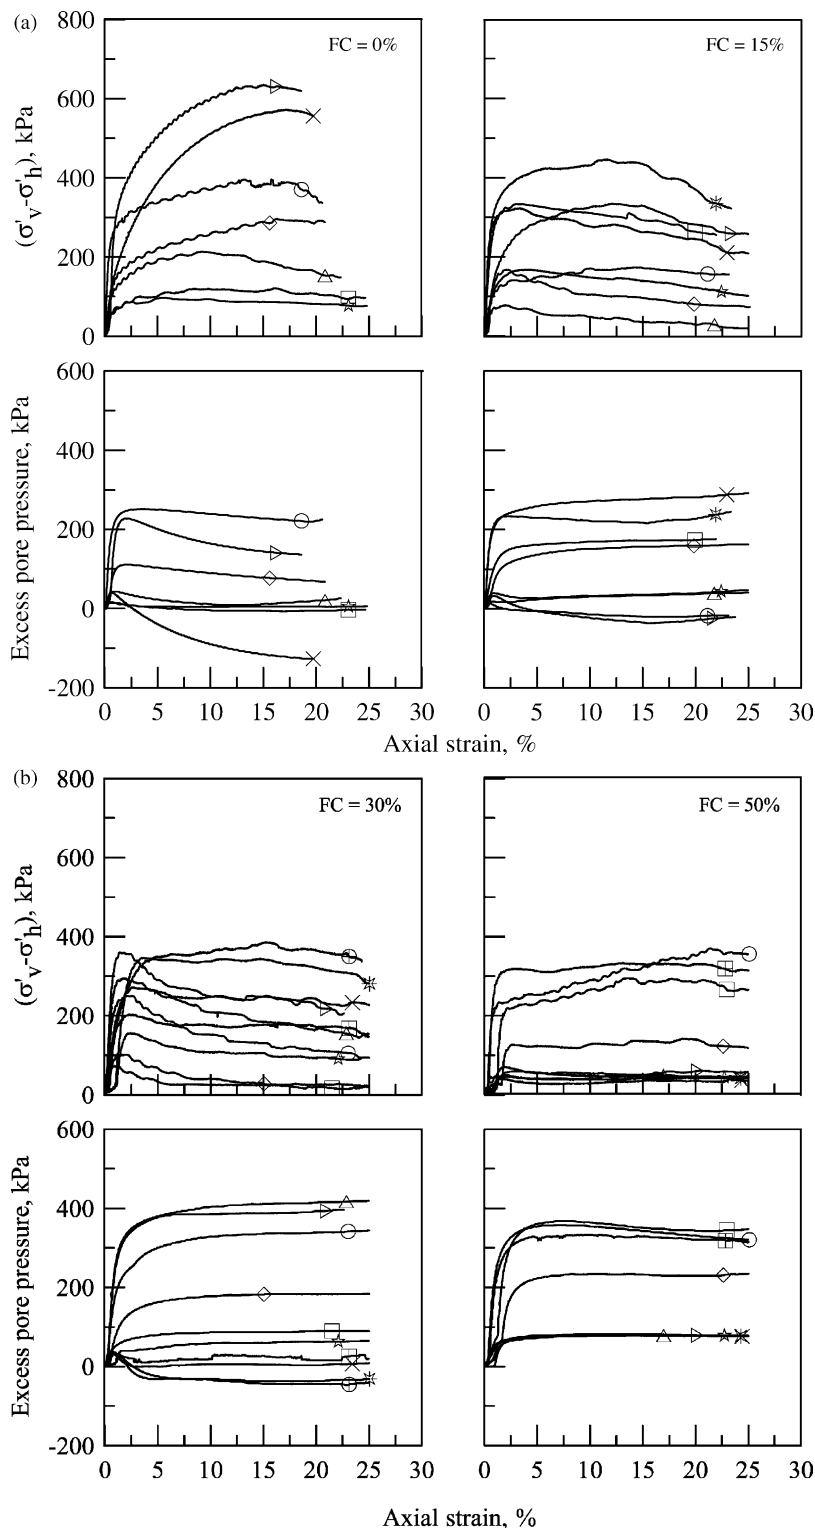 (a)
800
600
400
200
0
(σ'v-σ'h), kPa
FC = 0%
FC = 15%
600
400
200
0
-200
Excess pore pressure, kPa
0 5 10 15 20 25 30
0 5 10 15 20 25 30
Axial strain, %
(b)
800
600
400
200
0
(σ'v-σ'h), kPa
FC = 30%
FC = 50%
600
400
200
0
-200
Excess pore pressure, kPa
0 5 10 15 20 25 30
0 5 10 15 20 25 30
Axial strain, %